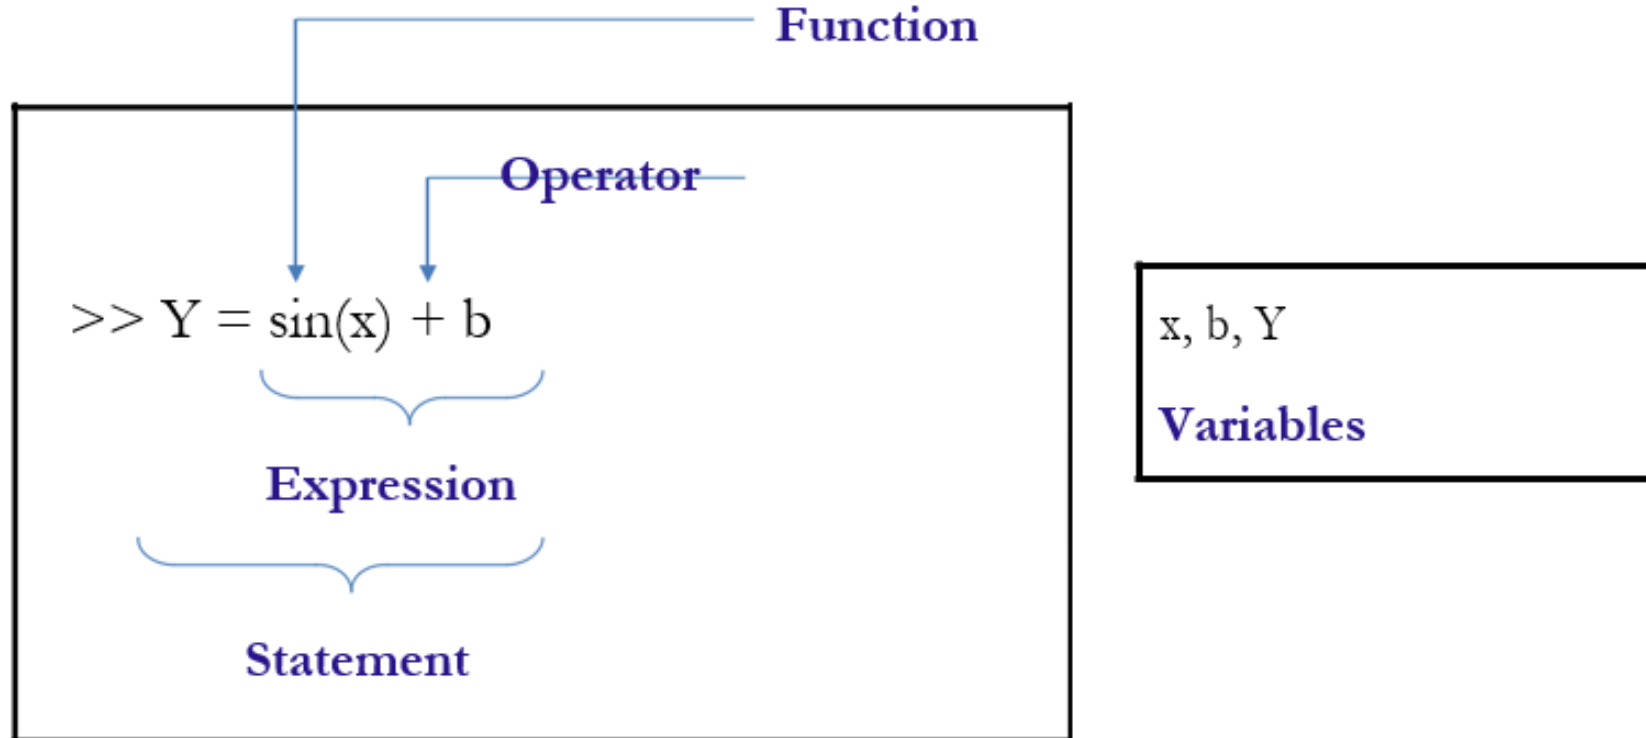 Function
Operator
>> Y = sin(x) + b
Expression
Statement
x, b, Y
Variables